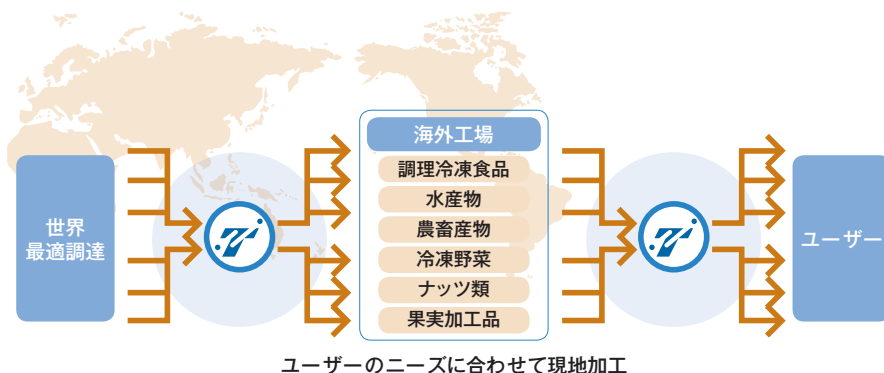 世界
最適調達
海外工場
調理冷凍食品
水産物
農畜産物
冷凍野菜
ナッツ類
果実加工品
ユーザー
ユーザーのニーズに合わせて現地加工